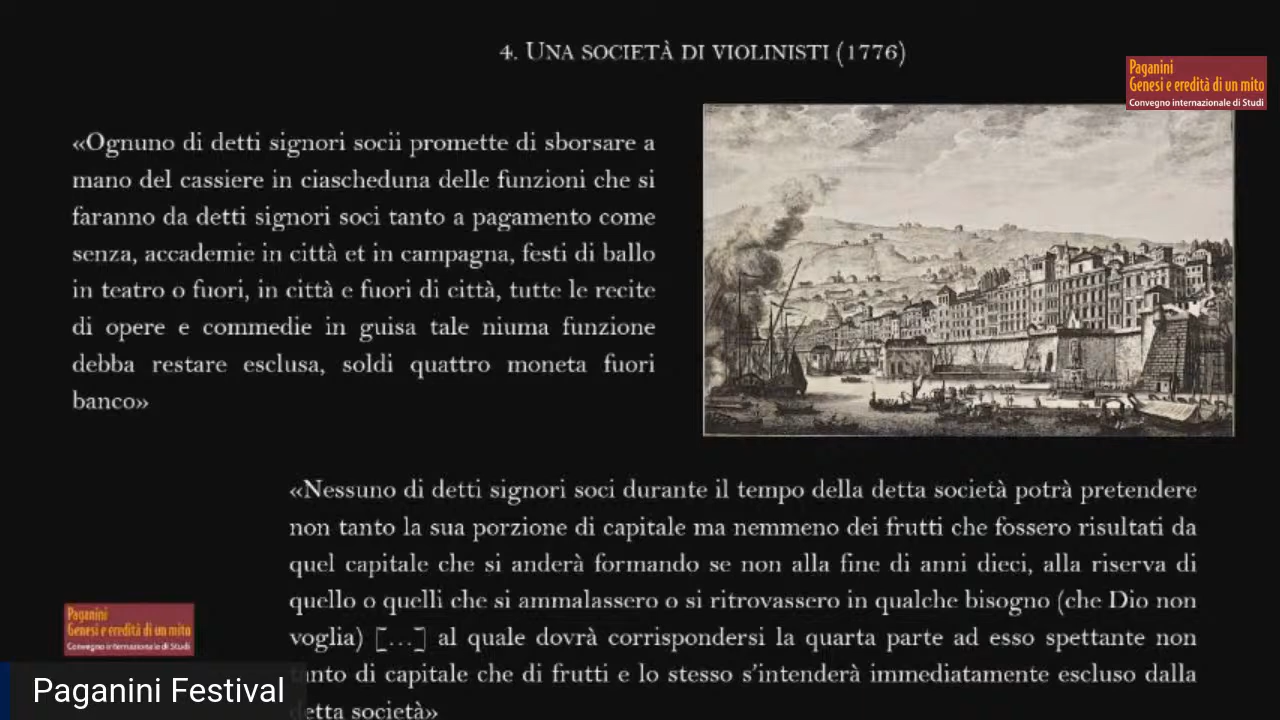 4. Una società di violinisti (1776)
Paganini
Genesi e eredità di un mito
Convegno internazionale di Studi
«Ognuno di detti signori socii promette di sborsare a
mano del cassiere in ciascheduna delle funzioni che si
faranno da detti signori soci tanto a pagamento come
senza, accademie in città et in campagna, festi di ballo
in teatro o fuori, in città e fuori di città, tutte le recite
di opere e commedie in guisa tale niuma funzione
debba restare esclusa, soldi quattro moneta fuori
banco»
«Nessuno di detti signori soci durante il tempo della detta società potrà pretendere
non tanto la sua porzione di capitale ma nemmeno dei frutti che fossero risultati da
quel capitale che si anderà formando se non alla fine di anni dieci, alla riserva di
quello o quelli che si ammalassero o si ritrovassero in qualche bisogno (che Dio non
voglia) [...] al quale dovrà corrispondersi la quarta parte ad esso spettante non
tanto di capitale che di frutti e lo stesso s'intenderà immediatamente escluso dalla
detta società»
Paganini
Genesi e eredità di un mito
Convegno internazionale di Studi
Paganini Festival